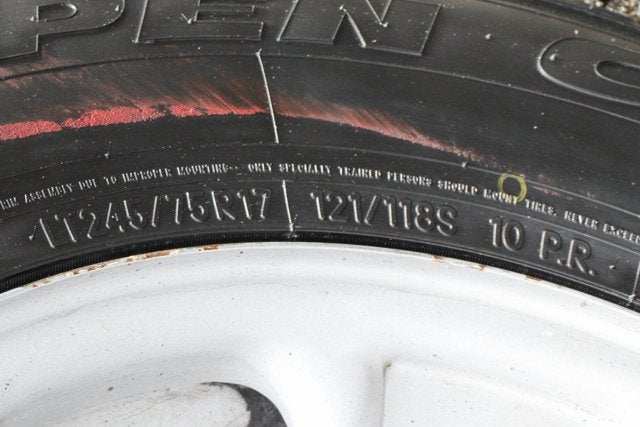 PEN
RIM ASSEMBLY DUE TO IMPROPER MOUNTING - ONLY SPECIALLY TRAINED PERSONS SHOULD MOUNT TIRES. NEVER EXCEED
LT245/75R17 121/118S 10 P.R.